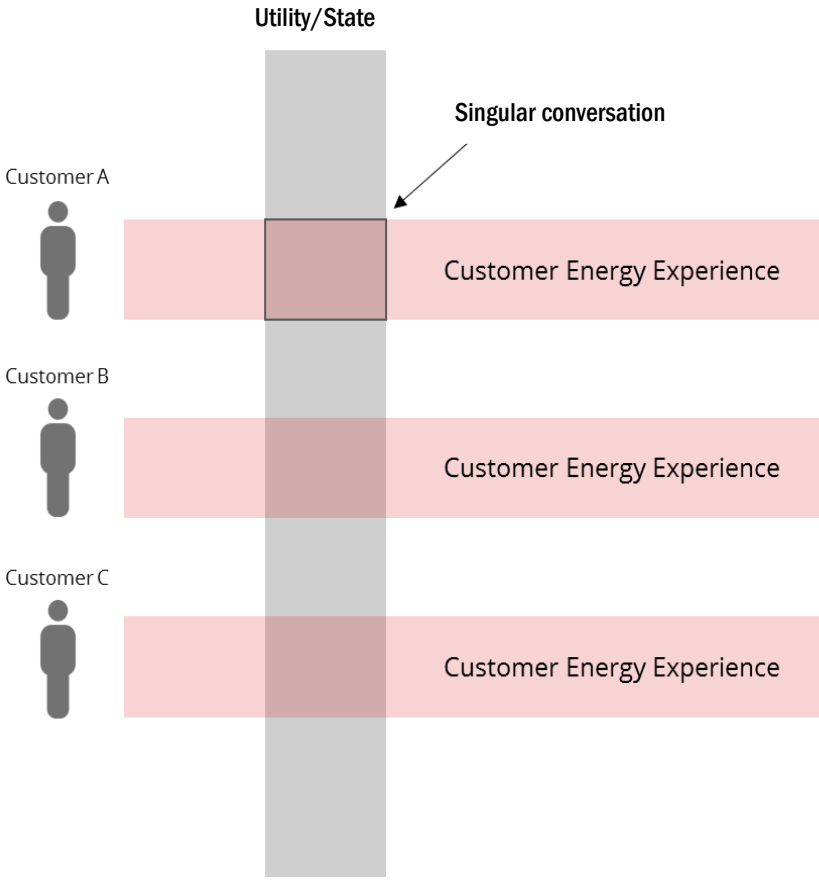 Utility/State
Singular conversation
Customer A
Customer Energy Experience
Customer B
Customer Energy Experience
Customer C
Customer Energy Experience